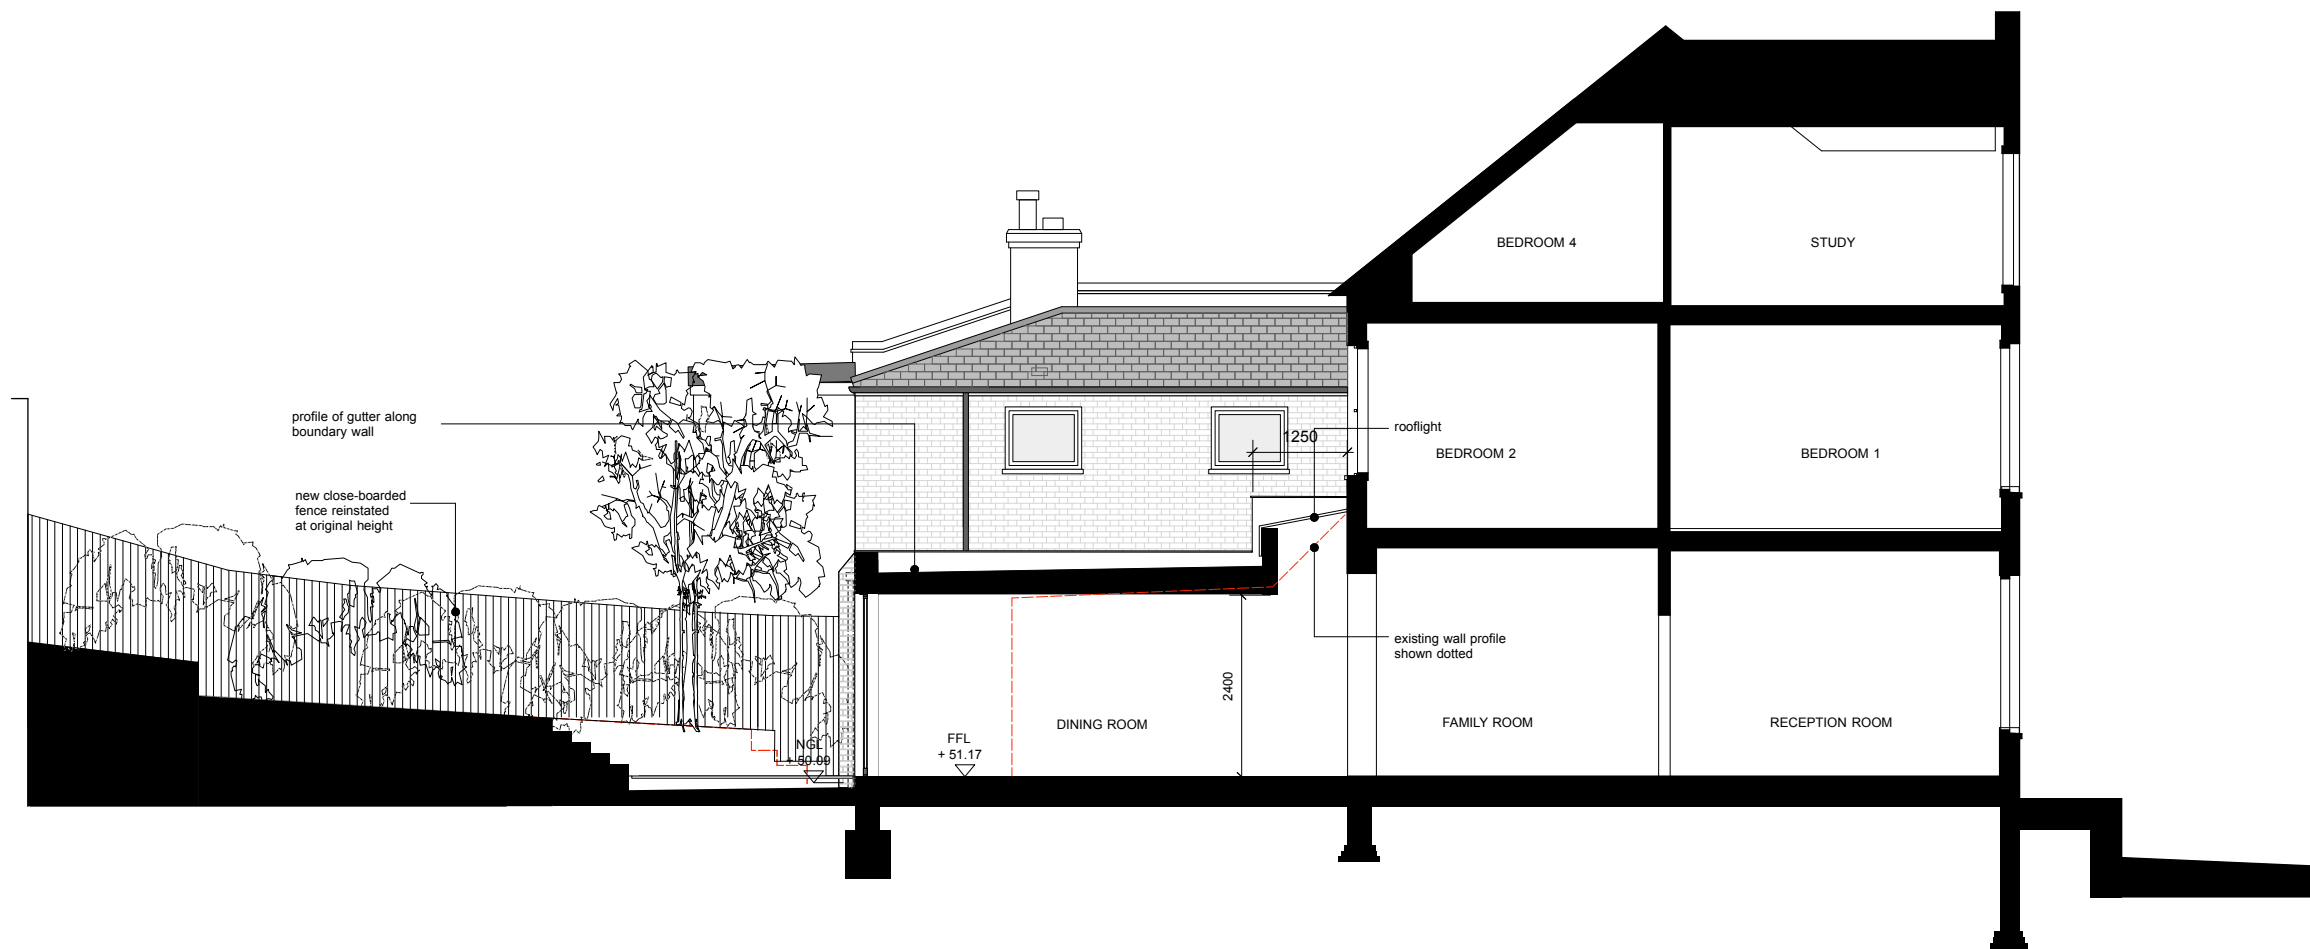 BEDROOM 4
STUDY
profile of gutter along
boundary wall
rooflight
1250
BEDROOM 2
BEDROOM 1
new close-boarded
fence reinstated
at original height
existing wall profile
shown dotted
2400
DINING ROOM
FAMILY ROOM
RECEPTION ROOM
NGL
+ 50.09
FFL
+ 51.17